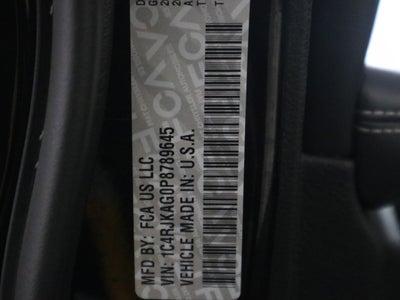 MFD BY: FCA US LLC
VIN: 1C4RJKAG0P8789645
VEHICLE MADE IN: U.S.A.